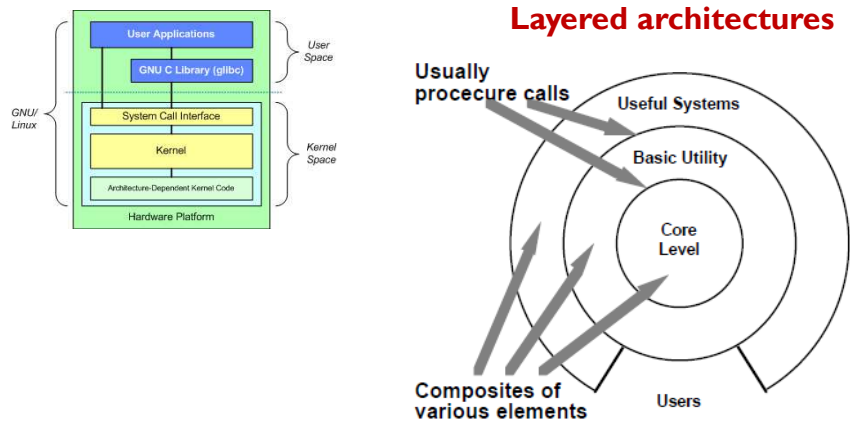 Layered architectures
User Applications
GNU C Library (glibc)
User
Space
GNU/
Linux
System Call Interface
Kernel
Architecture-Dependent Kernel Code
Kernel
Space
Hardware Platform
Usually
procecure calls
Useful Systems
Basic Utility
Core
Level
Composites of
various elements
Users